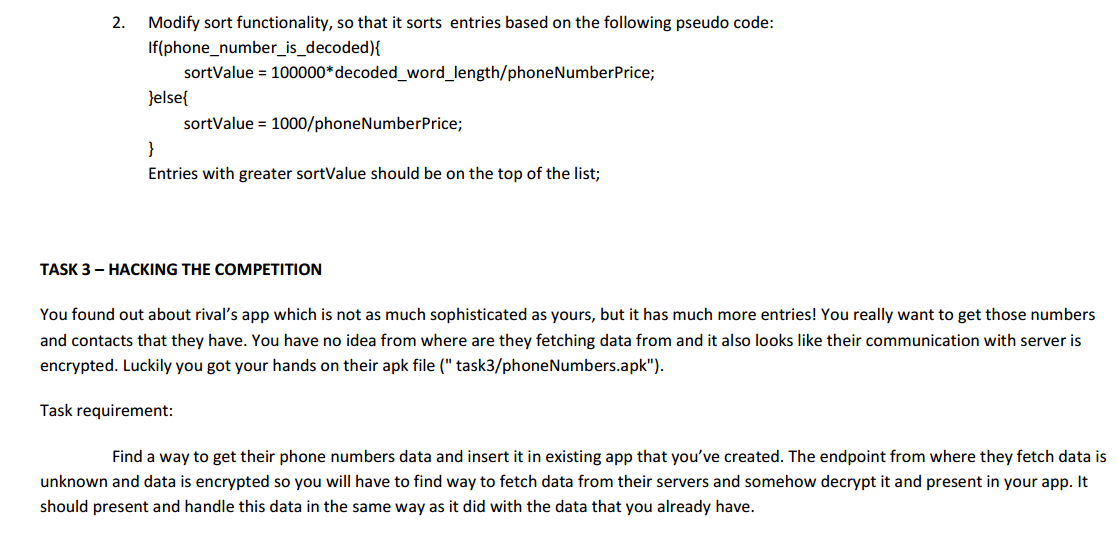 2. Modify sort functionality, so that it sorts entries based on the following pseudo code:
If(phone_number_is_decoded){
sortValue = 100000*decoded_word_length/phoneNumberPrice;
}else{
sortValue = 1000/phoneNumberPrice;
}
Entries with greater sortValue should be on the top of the list;
TASK 3 – HACKING THE COMPETITION
You found out about rival's app which is not as much sophisticated as yours, but it has much more entries! You really want to get those numbers
and contacts that they have. You have no idea from where are they fetching data from and it also looks like their communication with server is
encrypted. Luckily you got your hands on their apk file (" task3/phoneNumbers.apk").
Task requirement:
Find a way to get their phone numbers data and insert it in existing app that you've created. The endpoint from where they fetch data is
unknown and data is encrypted so you will have to find way to fetch data from their servers and somehow decrypt it and present in your app. It
should present and handle this data in the same way as it did with the data that you already have.